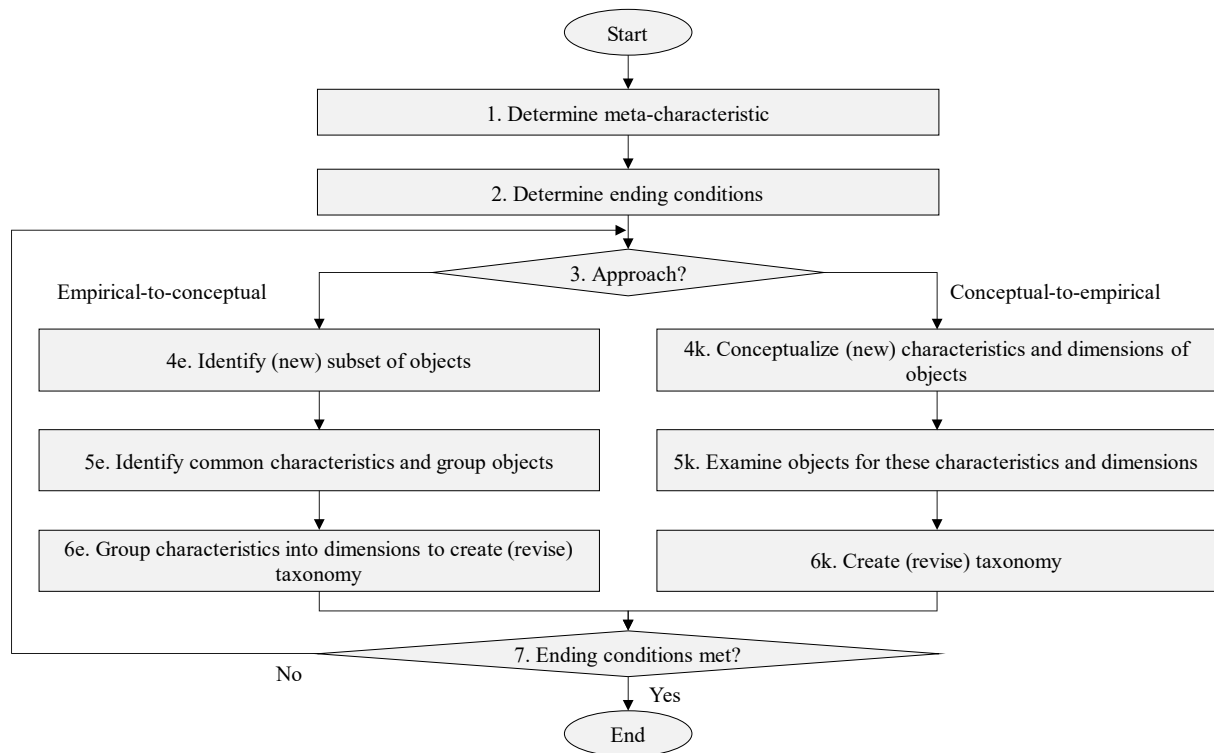 Start
1. Determine meta-characteristic
2. Determine ending conditions
3. Approach?
Empirical-to-conceptual
Conceptual-to-empirical
4e. Identify (new) subset of objects
4k. Conceptualize (new) characteristics and dimensions of
objects
5e. Identify common characteristics and group objects
5k. Examine objects for these characteristics and dimensions
6e. Group characteristics into dimensions to create (revise)
taxonomy
6k. Create (revise) taxonomy
7. Ending conditions met?
No
Yes
End